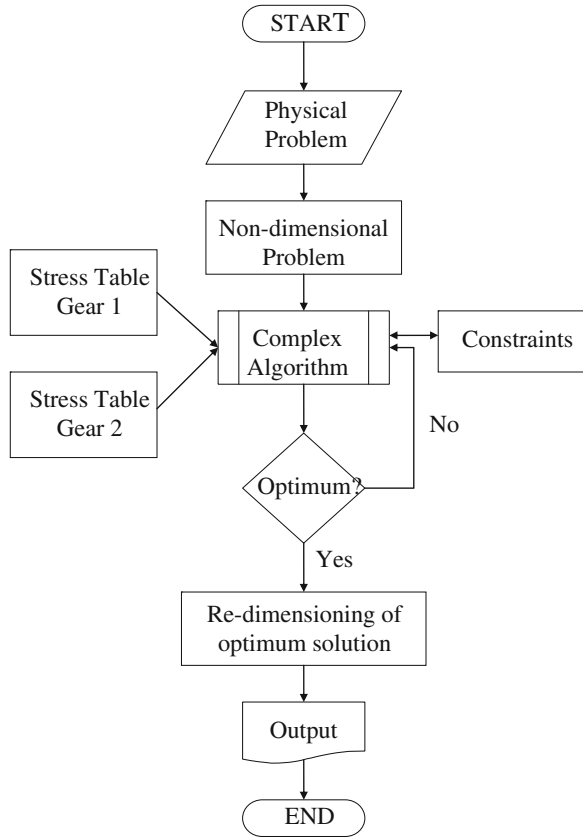 START
Physical
Problem
Non-dimensional
Problem
Stress Table
Gear 1
Complex
Algorithm
Constraints
Stress Table
Gear 2
No
Optimum?
Yes
Re-dimensioning of
optimum solution
Output
END